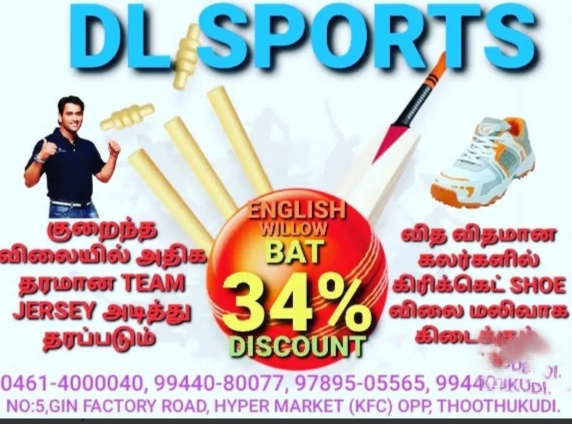 DL SPORTS
ENGLISH
WILLOW
BAT
34%
DISCOUNT
குறைந்த
விலையில் அதிக
தரமான TEAM
JERSEY அடித்து
தரப்படும்
வித விதமான
கலர்களில்
கிரிக்கெட் SHOE
விலை மலிவாக
0461-4000040, 99440-80077, 97895-05565,
NO:5,GIN FACTORY ROAD, HYPER MARKET (KFC) OPP, THOOTHUKUDI.